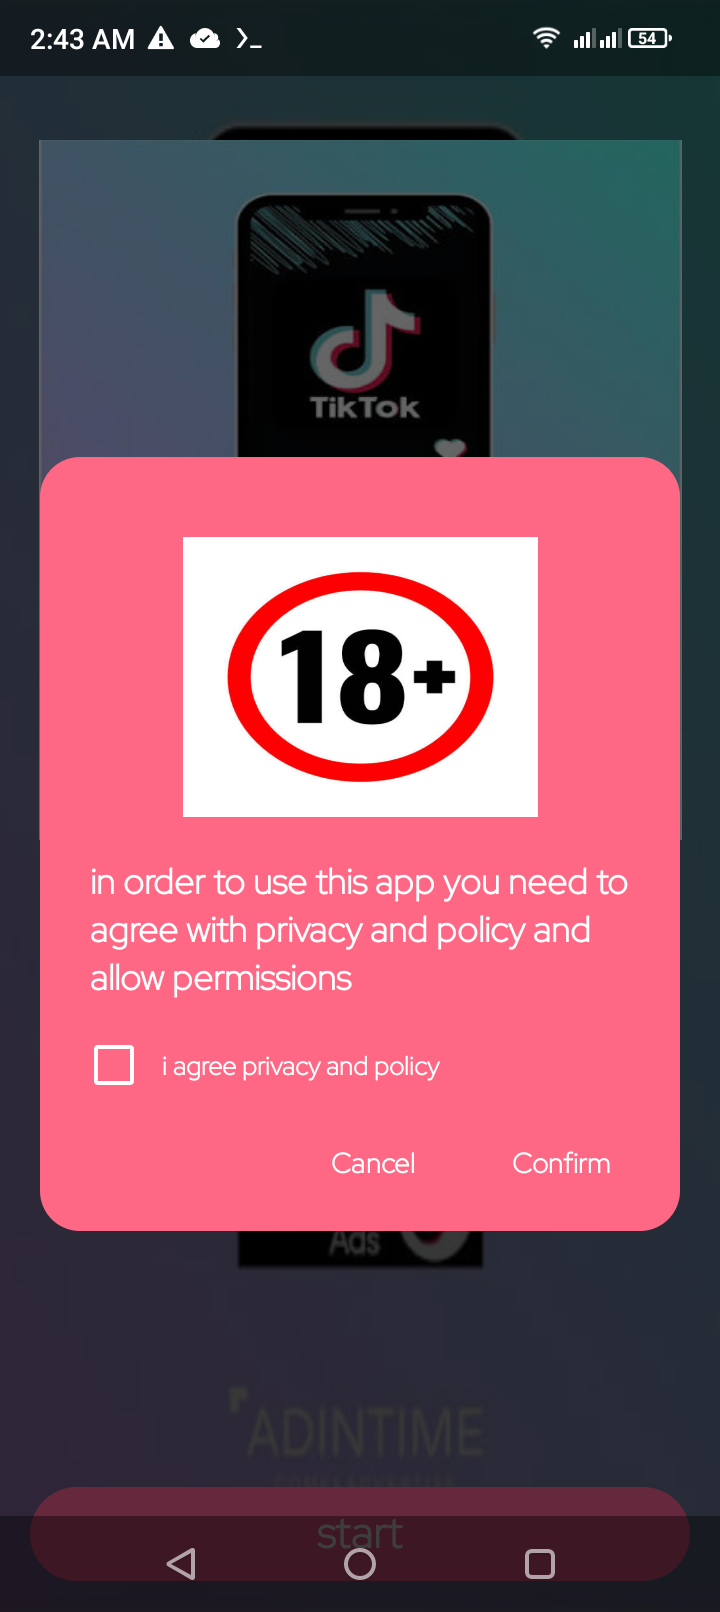 2:43 AM
54
TikTok
18+
in order to use this app you need to
agree with privacy and policy and
allow permissions
i agree privacy and policy
Cancel
Confirm
Ads
ADINTIME
start